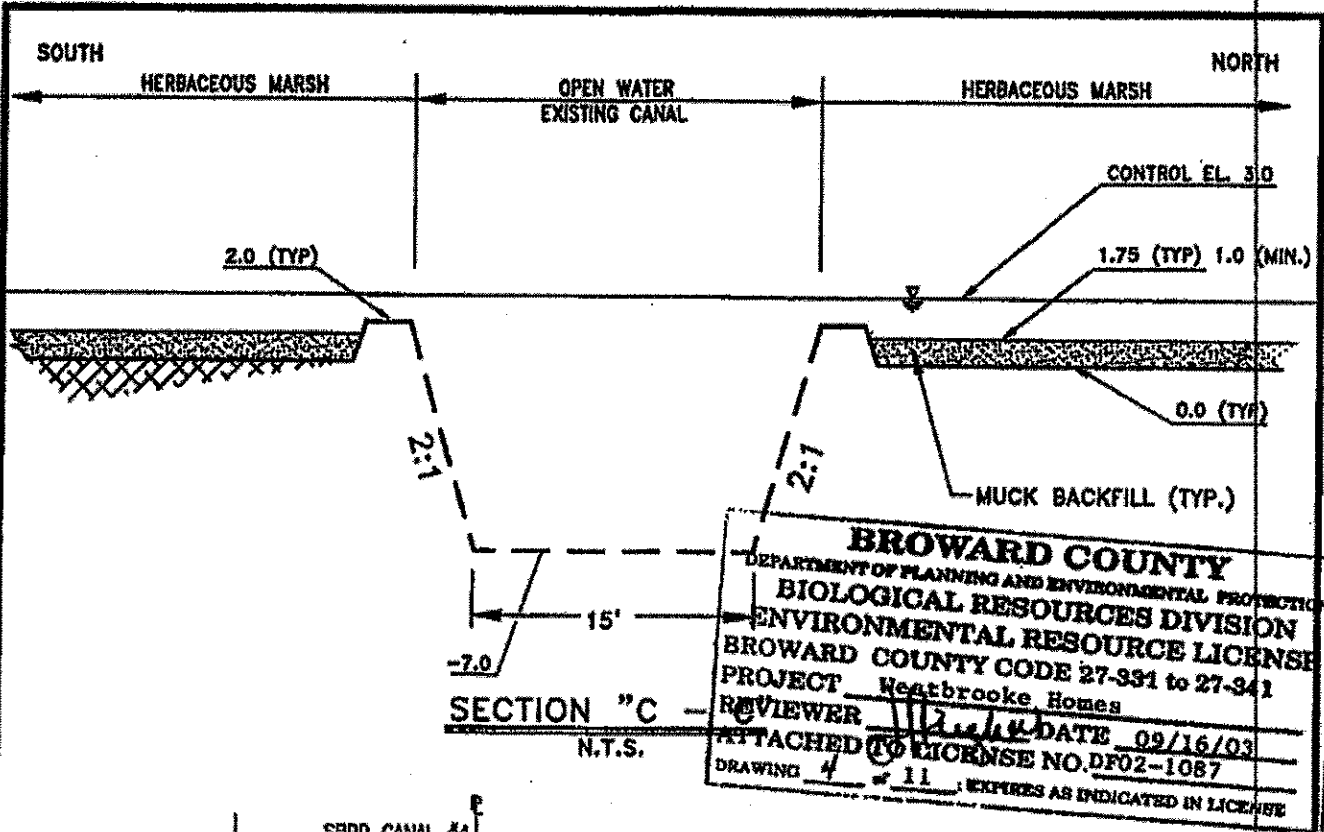 SOUTH
NORTH
HERBACEOUS MARSH
OPEN WATER
EXISTING CANAL
HERBACEOUS MARSH
CONTROL EL. 3.0
2.0 (TYP)
1.75 (TYP) 1.0 (MIN.)
0.0 (TYP)
2:1
2:1
MUCK BACKFILL (TYP.)
15'
-7.0
SECTION "C -
N.T.S.
BROWARD COUNTY
DEPARTMENT OF PLANNING AND ENVIRONMENTAL PROTECTIO
BIOLOGICAL RESOURCES DIVISION
ENVIRONMENTAL RESOURCE LICENSE
BROWARD COUNTY CODE 27-331 to 27-341
PROJECT Westbrooke Homes
REVIEWER DATE 09/16/03
ATTACHED TO LICENSE NO. DF02-1087
DRAWING 4 of 11 ; EXPIRES AS INDICATED IN LICENSE
SBDD CANAL